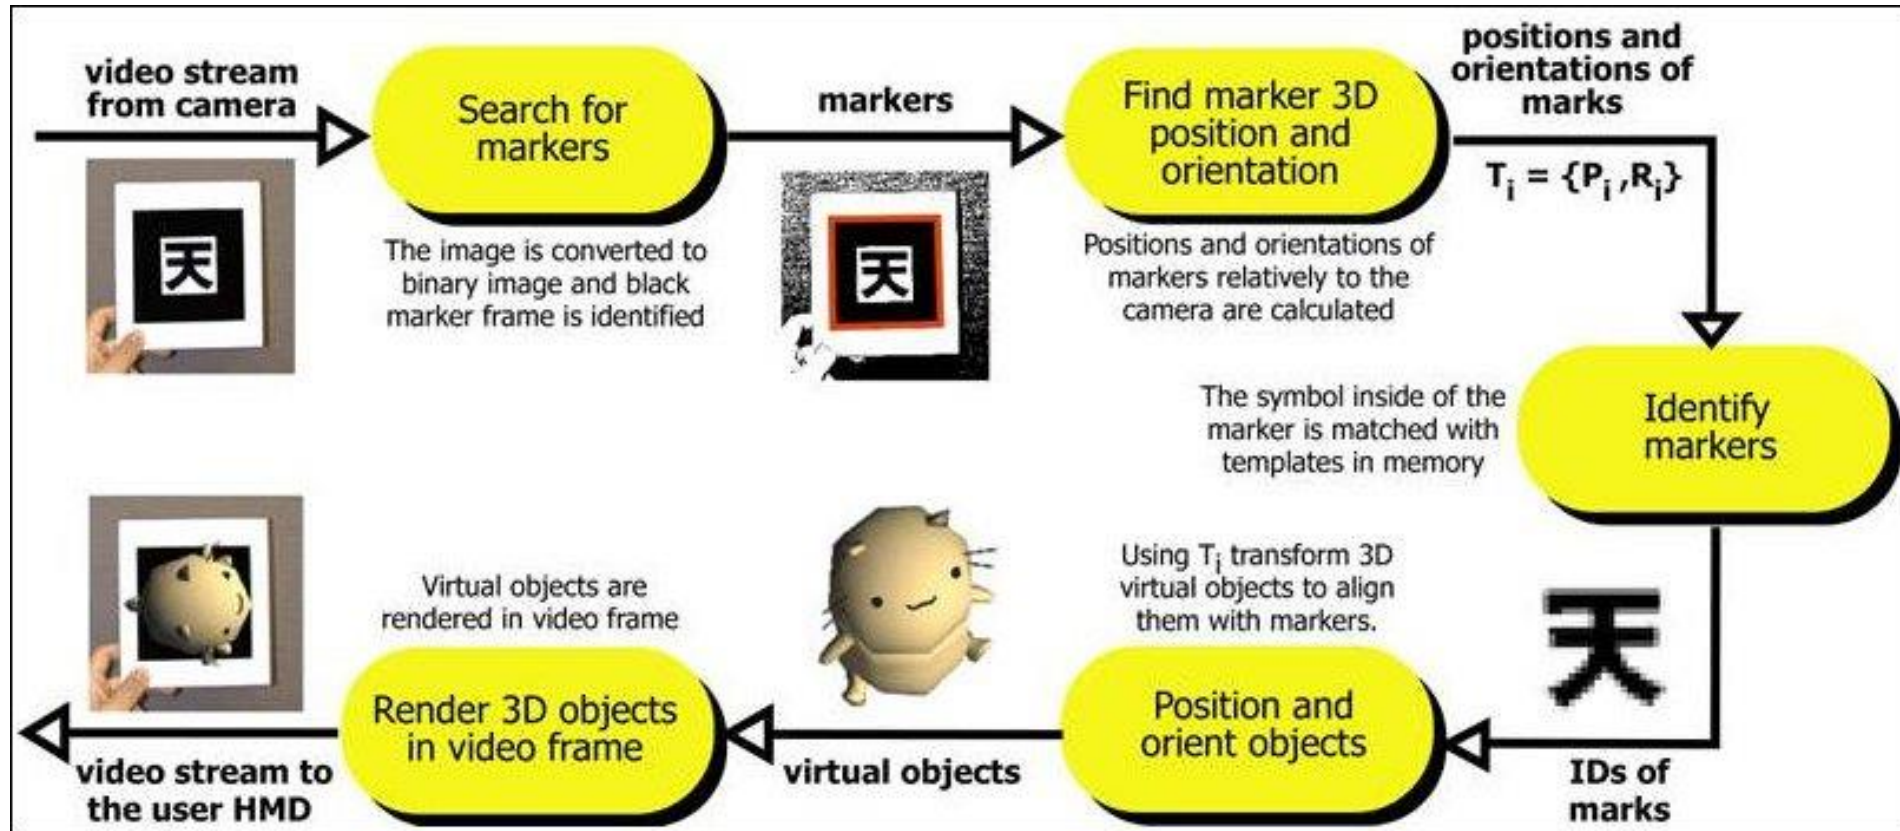 video stream
from camera
天
Search for
markers
The image is converted to
binary image and black
marker frame is identified
markers
天
Find marker 3D
position and
orientation
Positions and orientations of
markers relatively to the
camera are calculated
positions and
orientations of
marks
Ti = {Pi ,Ri}
Identify
markers
The symbol inside of the
marker is matched with
templates in memory
天
IDs of
marks
Using Ti transform 3D
virtual objects to align
them with markers.
Position and
orient objects
virtual objects
Virtual objects are
rendered in video frame
Render 3D objects
in video frame
video stream to
the user HMD